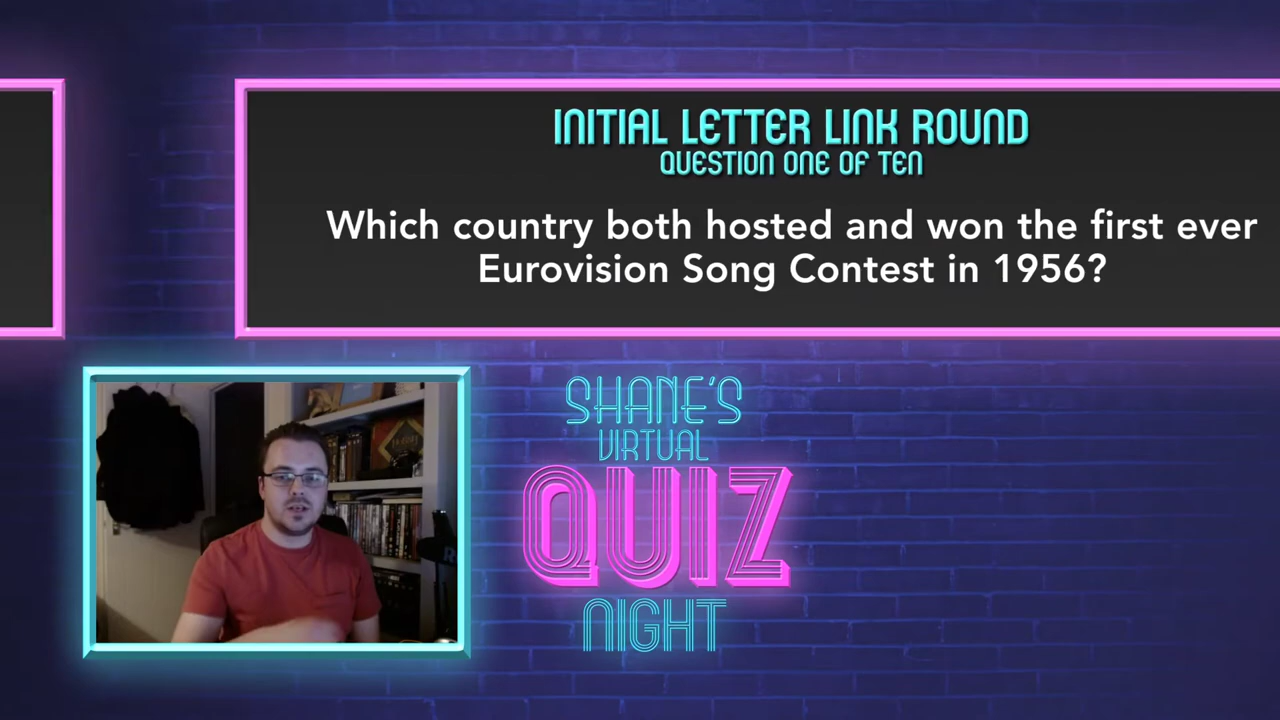 INITIAL LETTER LINK ROUND
QUESTION ONE OF TEN
Which country both hosted and won the first ever
Eurovision Song Contest in 1956?
SHANE'S
VIRTUAL
QUIZ
NIGHT